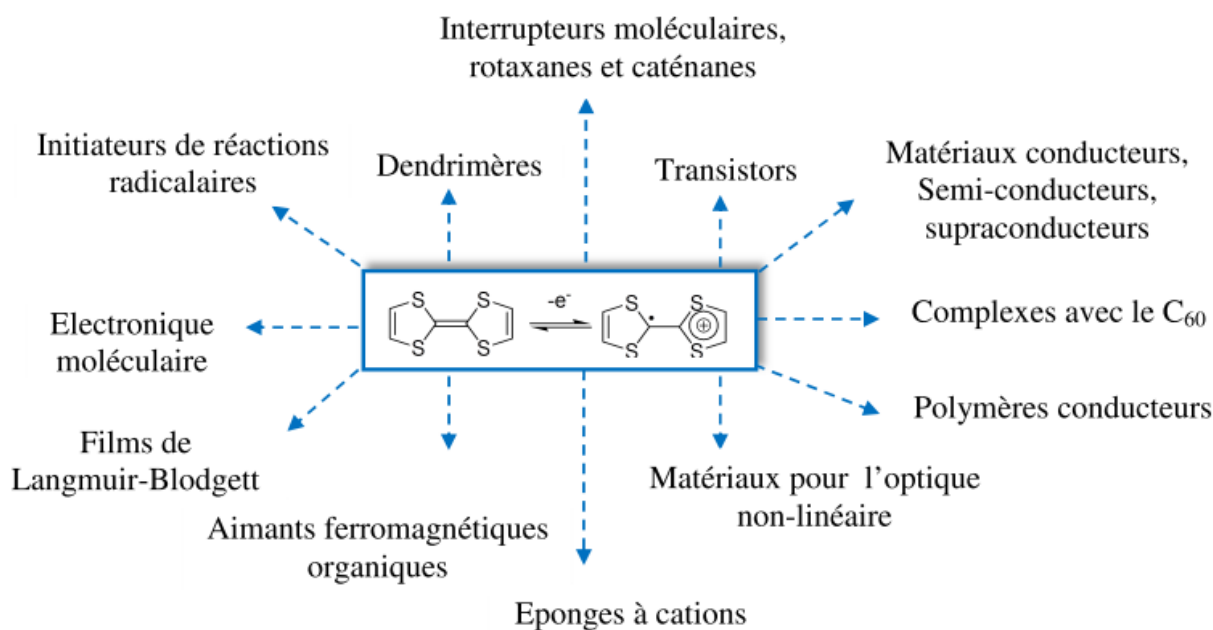 Interrupteurs moléculaires,
rotaxanes et caténanes
Initiateurs de réactions
radicalaires
Dendrimères
Transistors
Matériaux conducteurs,
Semi-conducteurs,
supraconducteurs
S S -e⁻ S S
S S S S
Electronique
moléculaire
Complexes avec le C₆₀
Polymères conducteurs
Films de
Langmuir-Blodgett
Matériaux pour l’optique
non-linéaire
Aimants ferromagnétiques
organiques
Eponges à cations